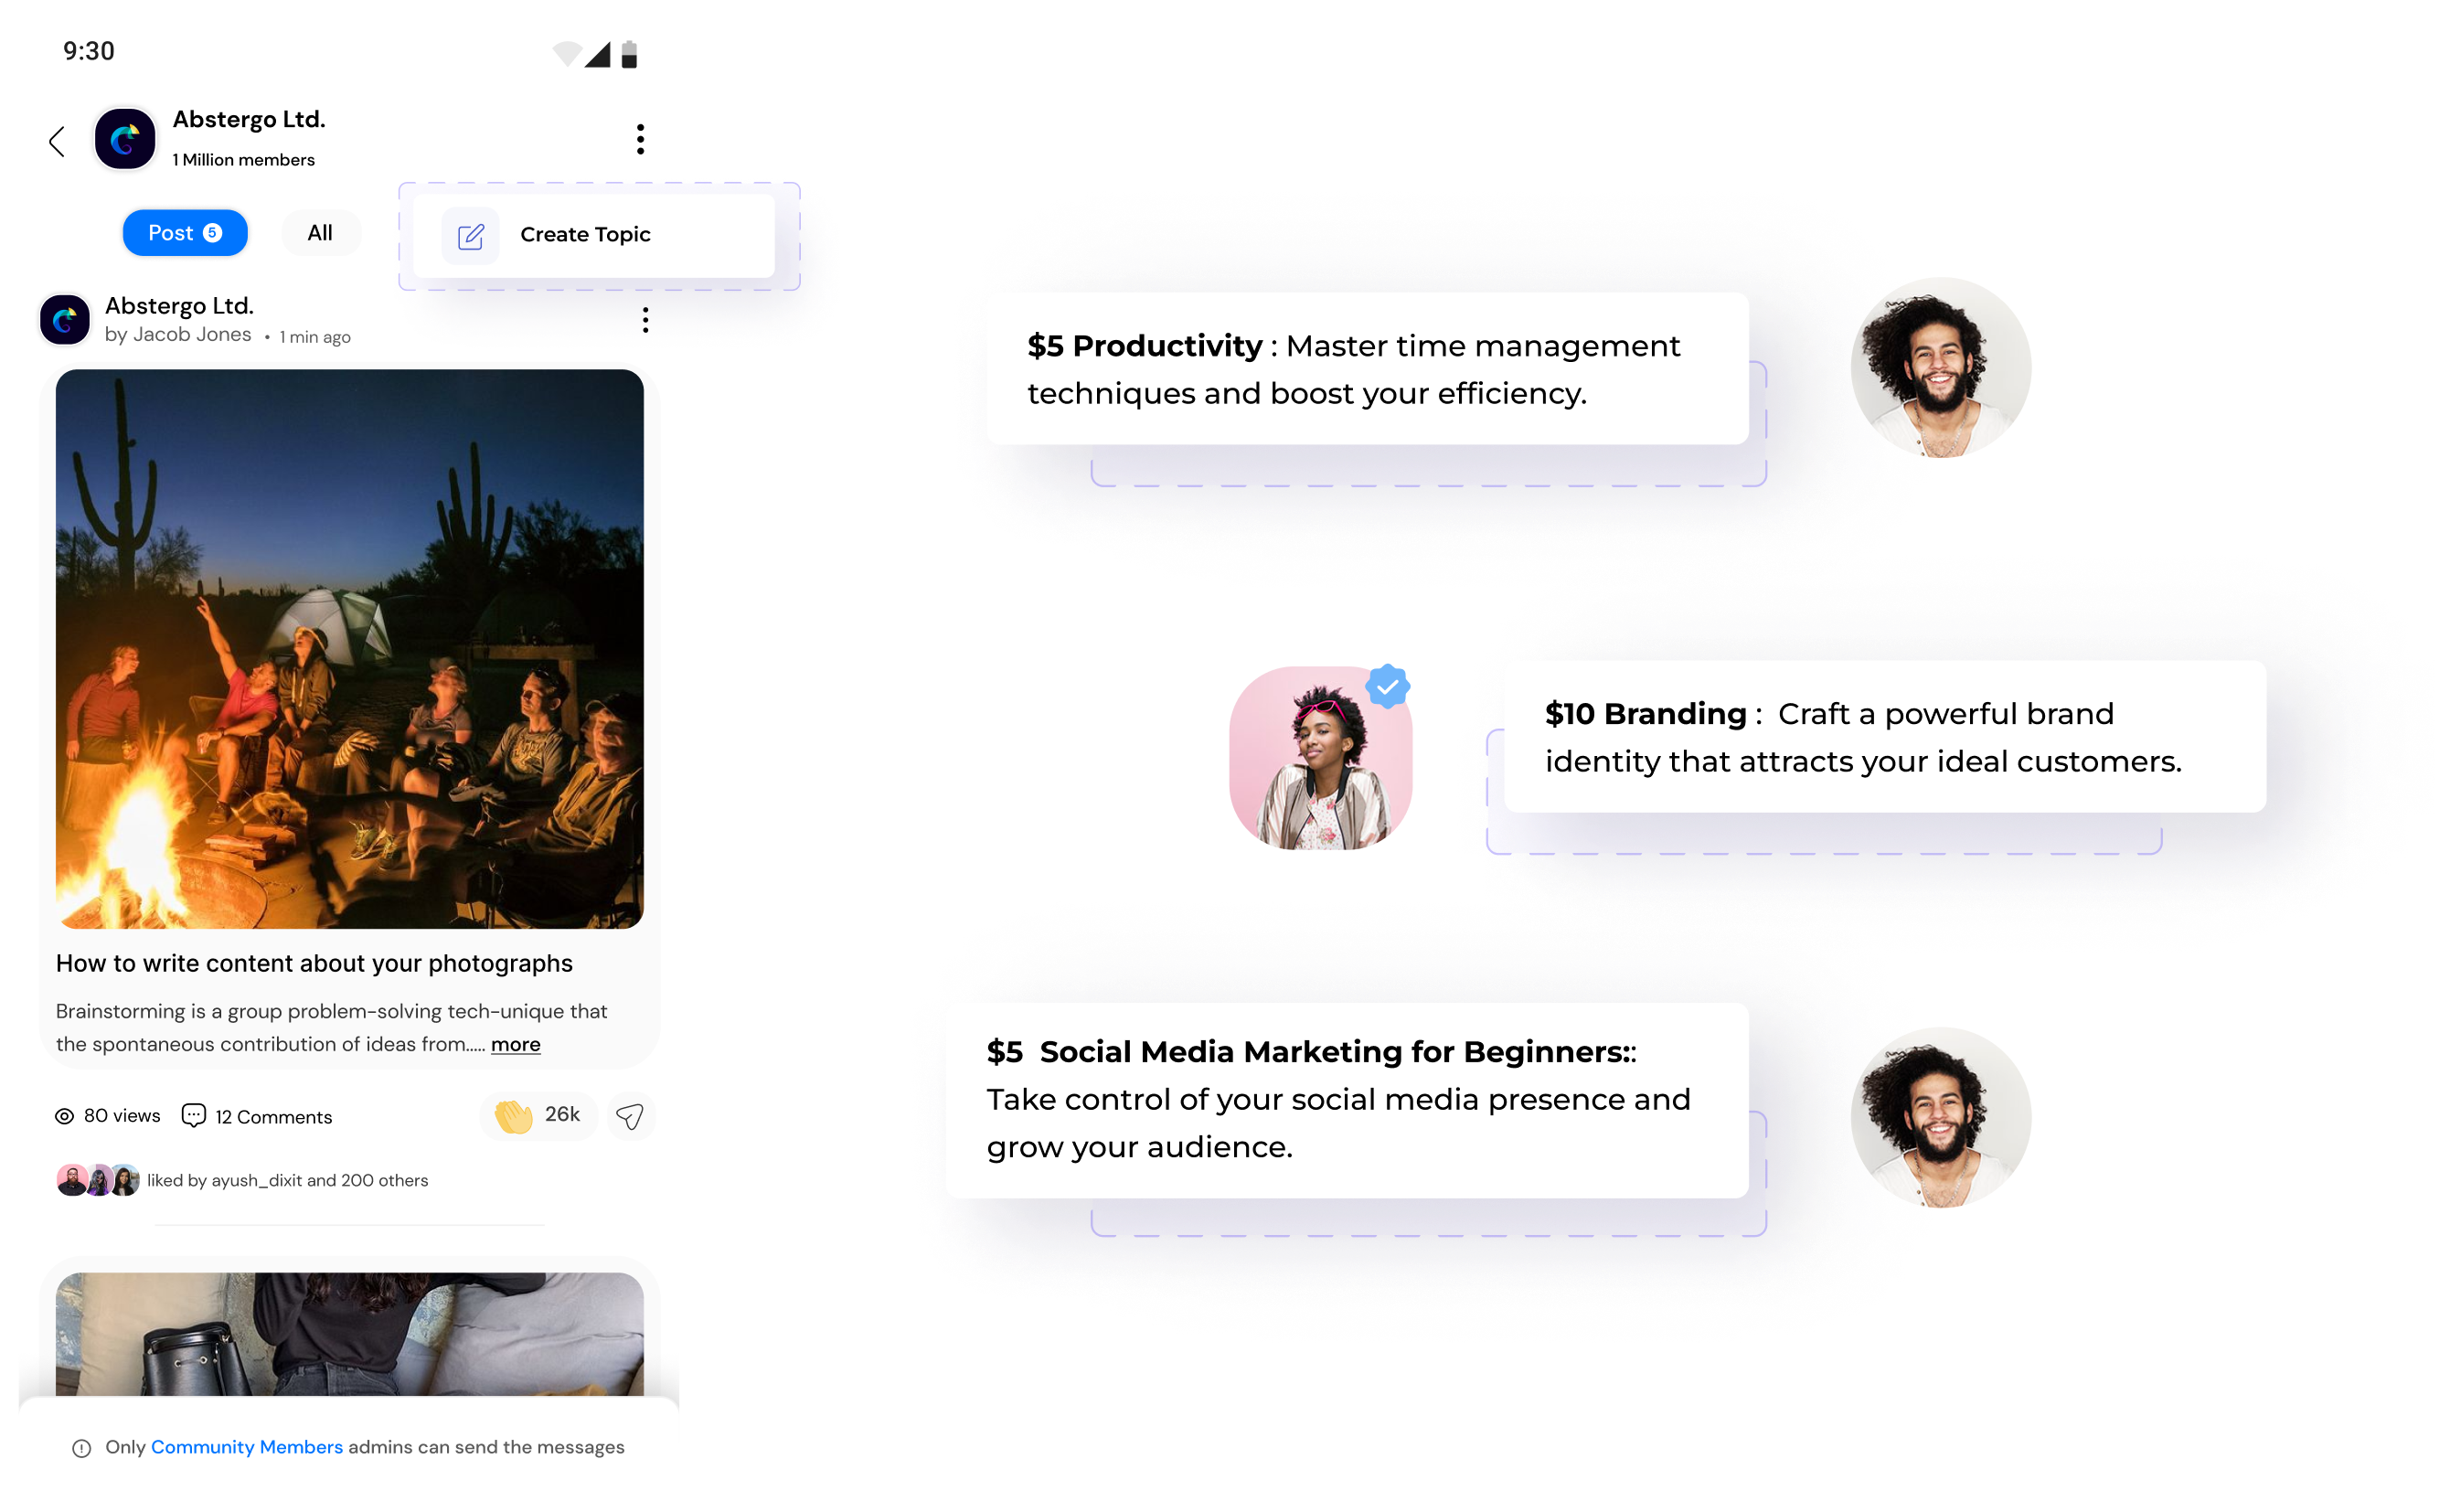 9:30
Abstergo Ltd.
1 Million members
Post 5
All
Create Topic
Abstergo Ltd.
by Jacob Jones • 1 min ago
How to write content about your photographs
Brainstorming is a group problem-solving tech-unique that
the spontaneous contribution of ideas from..... more
80 views
12 Comments
26k
liked by ayush_dixit and 200 others
Only Community Members admins can send the messages
$5 Productivity : Master time management
techniques and boost your efficiency.
$10 Branding : Craft a powerful brand
identity that attracts your ideal customers.
$5 Social Media Marketing for Beginners::
Take control of your social media presence and
grow your audience.